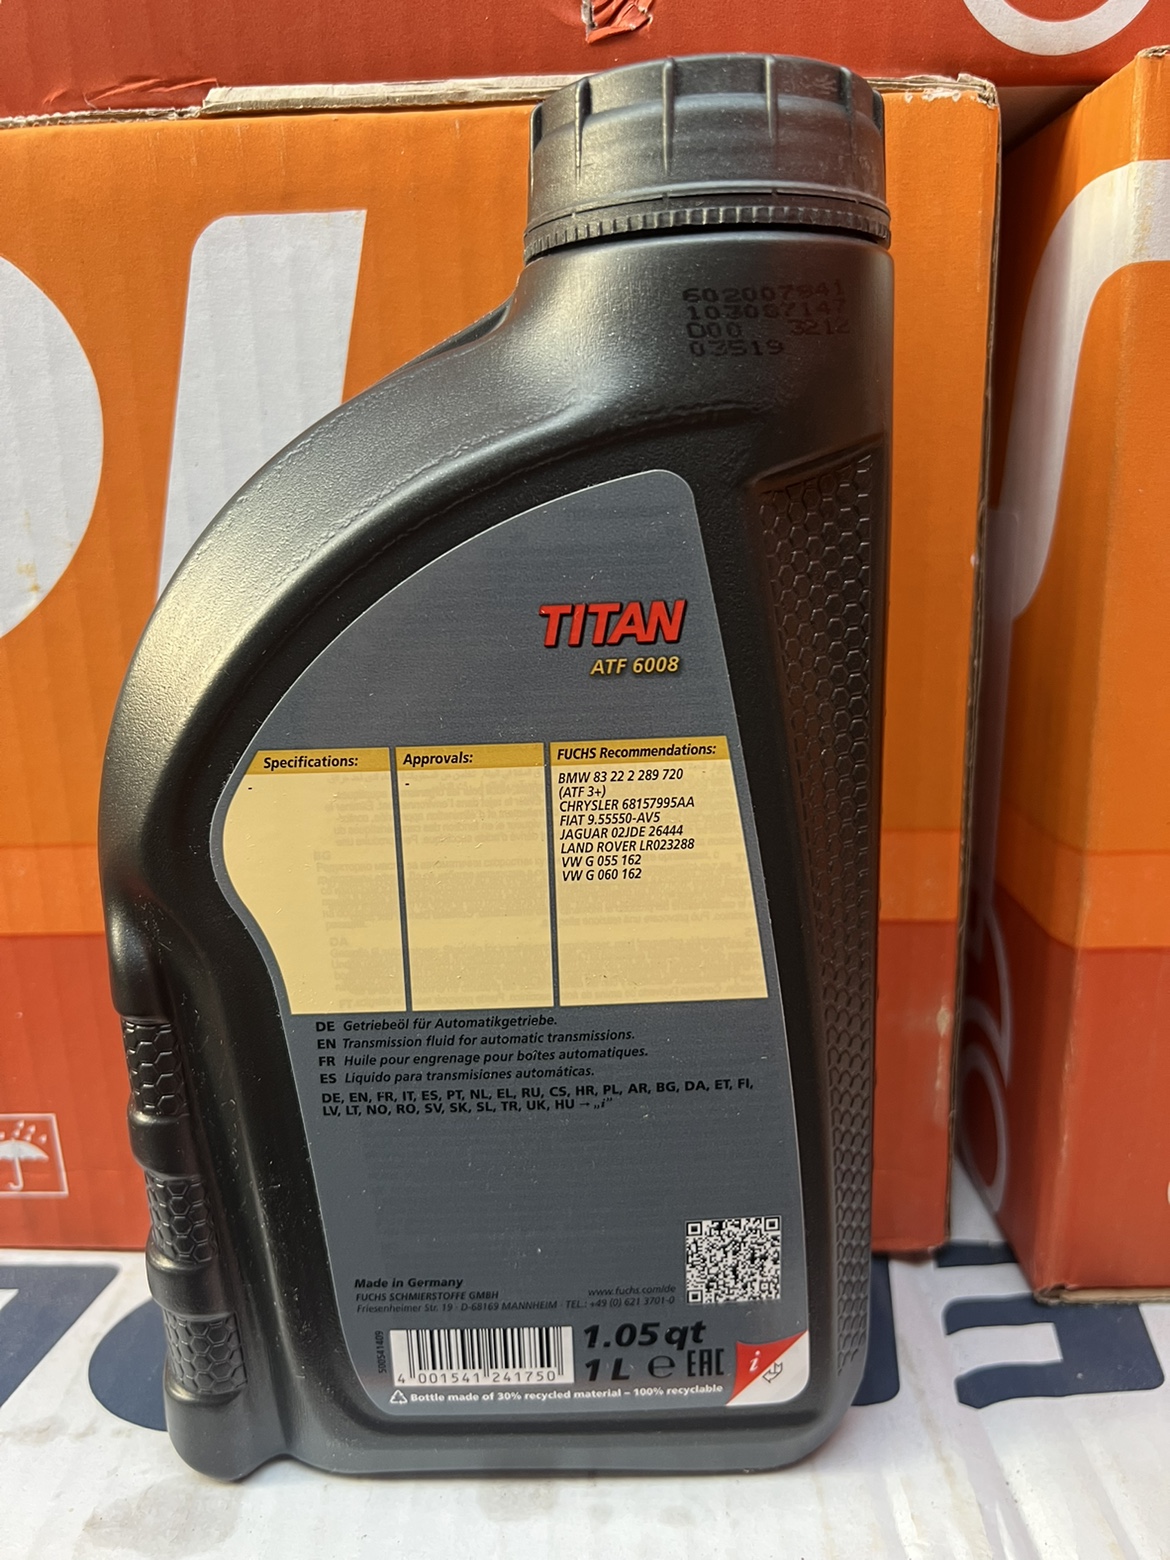 602007841
103087147
D00 3212
03519
TITAN
ATF 6008
Specifications:
-
Approvals:
-
FUCHS Recommendations:
BMW 83 22 2 289 720
(ATF 3+)
CHRYSLER 68157995AA
FIAT 9.55550-AV5
JAGUAR 02JDE 26444
LAND ROVER LR023288
VW G 055 162
VW G 060 162
DE Getriebeöl für Automatikgetriebe.
EN Transmission fluid for automatic transmissions.
FR Huile pour engrenage pour boîtes automatiques.
ES Liquido para transmisiones automáticas.
DE, EN, FR, IT, ES, PT, NL, EL, RU, CS, HR, PL, AR, BG, DA, ET, FI,
LV, LT, NO, RO, SV, SK, SL, TR, UK, HU → „i"
Made in Germany
FUCHS SCHMIERSTOFFE GMBH
www.fuchs.com/de
Friesenheimer Str. 19 · D-68169 MANNHEIM · TEL.: +49 (0) 621 3701-0
500541409
4 001541 241750
1.05 qt
1 L e EAC
i
Bottle made of 30% recycled material – 100% recyclable